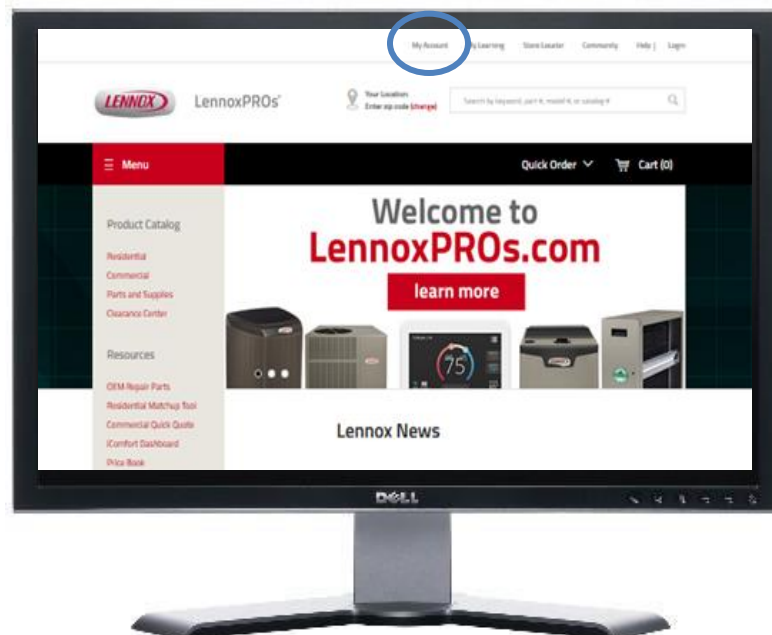 My Account My Learning Store Locator Community Help | Login
LENNOX LennoxPROs
Your Location
Enter zip code (change)
Search by keyword, part #, model #, or catalog #
Menu
Quick Order Cart (0)
Product Catalog
Residential
Commercial
Parts and Supplies
Clearance Center
Resources
OEM Repair Parts
Residential Matchup Tool
Commercial Quick Quote
iComfort Dashboard
Price Book
Welcome to
LennoxPROs.com
learn more
75
Lennox News
DELL